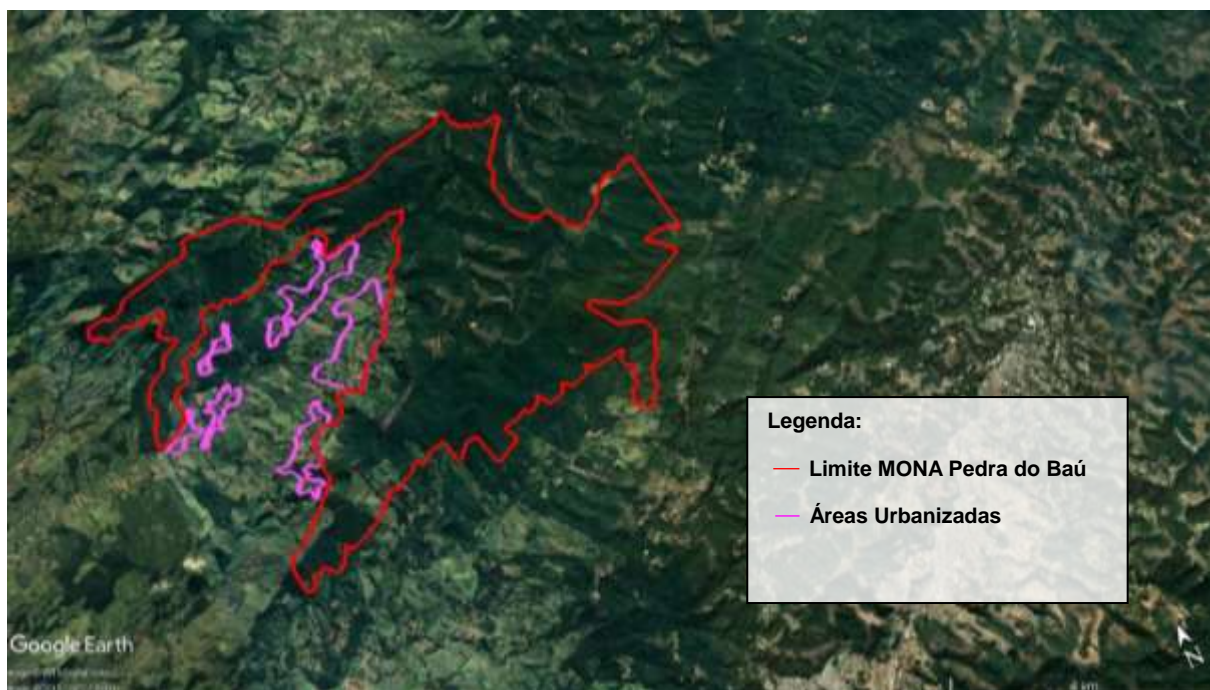 Legenda:
Limite MONA Pedra do Baú
Áreas Urbanizadas
Google Earth
N